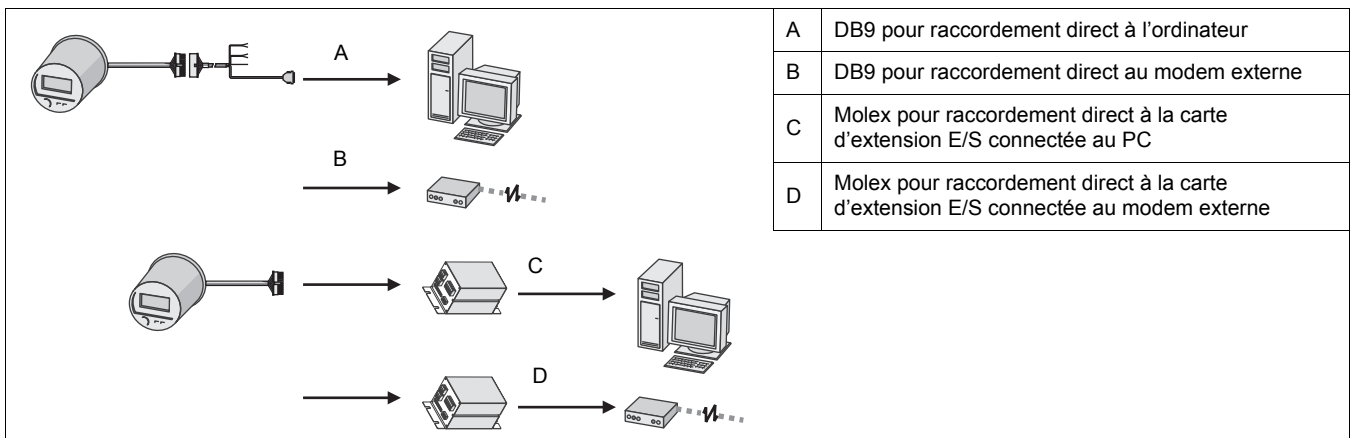 A
B
C
D
A DB9 pour raccordement direct à l’ordinateur
B DB9 pour raccordement direct au modem externe
C Molex pour raccordement direct à la carte
d’extension E/S connectée au PC
D Molex pour raccordement direct à la carte
d’extension E/S connectée au modem externe